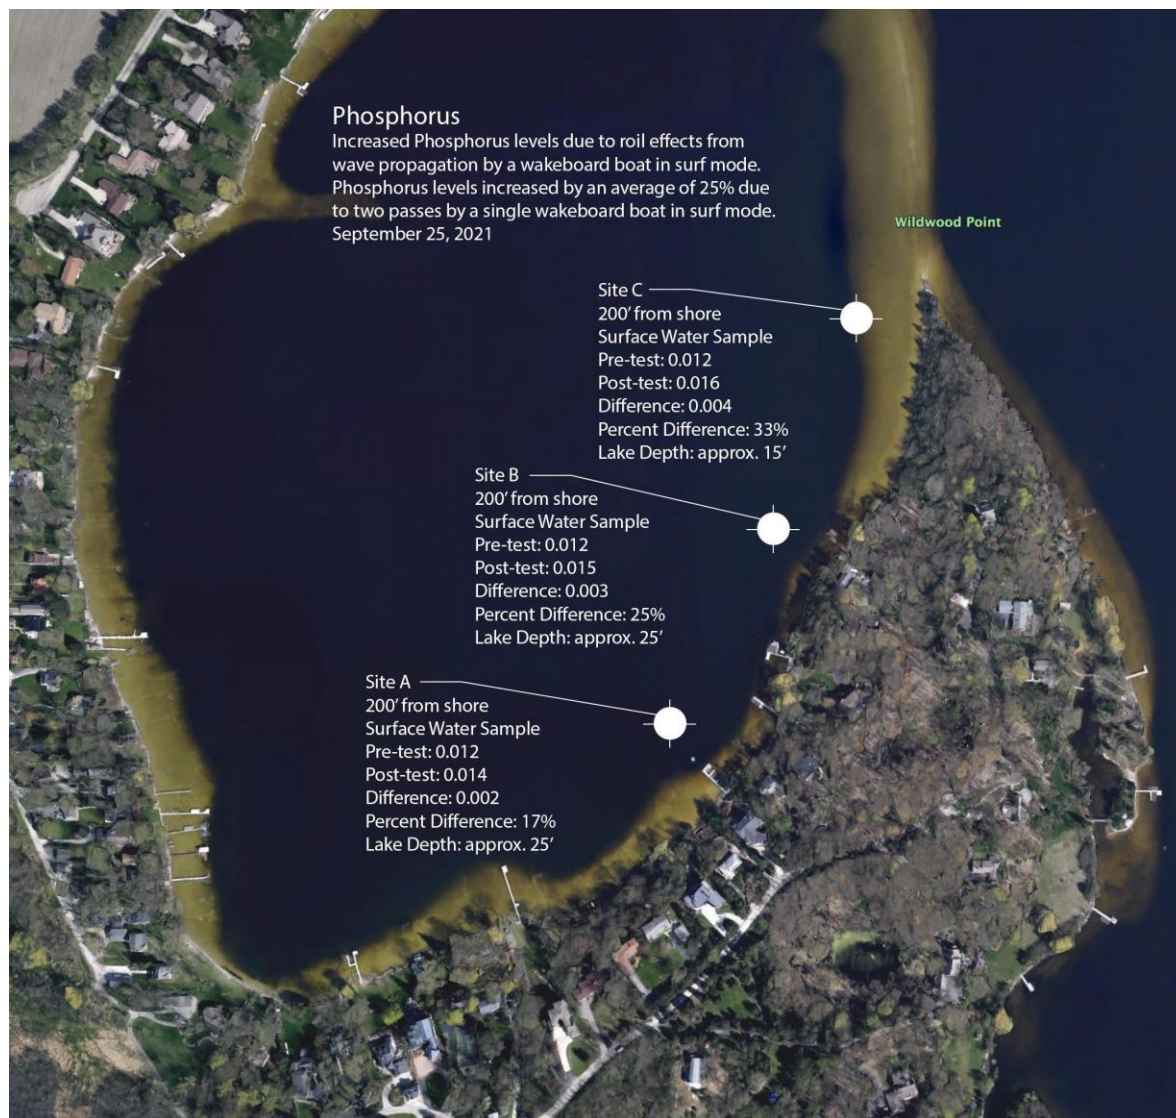 Phosphorus
Increased Phosphorus levels due to roil effects from
wave propagation by a wakeboard boat in surf mode.
Phosphorus levels increased by an average of 25% due
to two passes by a single wakeboard boat in surf mode.
September 25, 2021
Wildwood Point
Site C
200' from shore
Surface Water Sample
Pre-test: 0.012
Post-test: 0.016
Difference: 0.004
Percent Difference: 33%
Lake Depth: approx. 15'
Site B
200' from shore
Surface Water Sample
Pre-test: 0.012
Post-test: 0.015
Difference: 0.003
Percent Difference: 25%
Lake Depth: approx. 25'
Site A
200' from shore
Surface Water Sample
Pre-test: 0.012
Post-test: 0.014
Difference: 0.002
Percent Difference: 17%
Lake Depth: approx. 25'